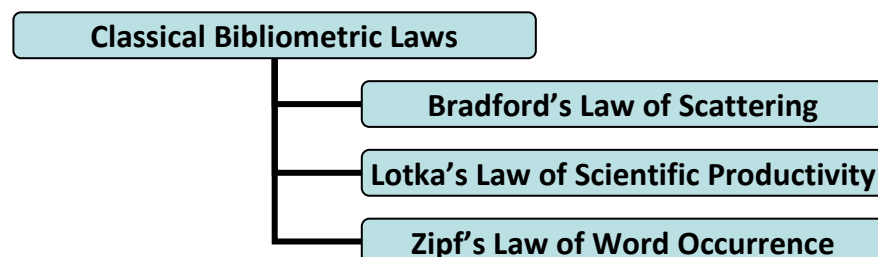 Classical Bibliometric Laws
Bradford’s Law of Scattering
Lotka’s Law of Scientific Productivity
Zipf’s Law of Word Occurrence